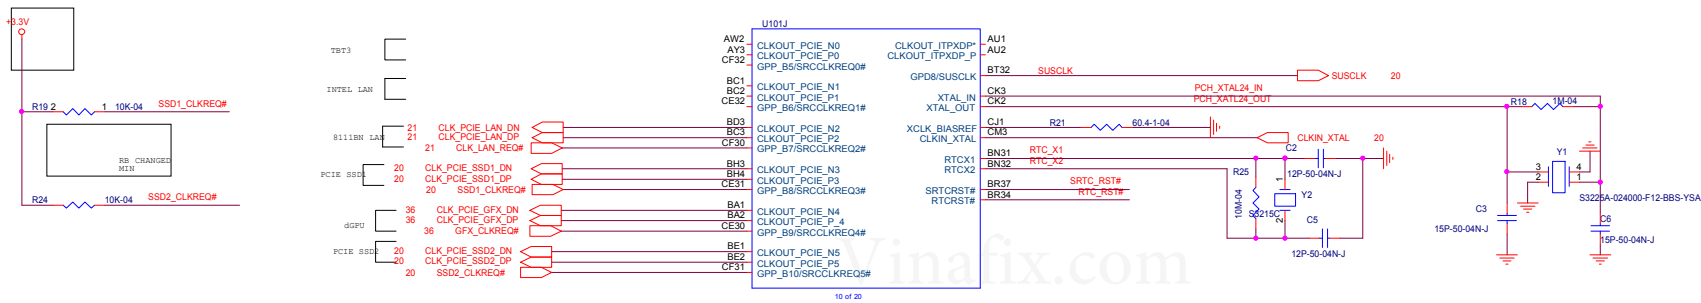 +3.3V
R19 2
1 10K-04
SSD1_CLKREQ#
RB CHANGED
MIN
R24
10K-04
SSD2_CLKREQ#
TBT3
INTEL LAN
8111BN LAN
21 CLK_PCIE_LAN_DN
21 CLK_PCIE_LAN_DP
21 CLK_LAN_REQ#
PCIE SSD1
20 CLK_PCIE_SSD1_DN
20 CLK_PCIE_SSD1_DP
20 SSD1_CLKREQ#
dGPU
36 CLK_PCIE_GFX_DN
36 CLK_PCIE_GFX_DP
36 GFX_CLKREQ#
PCIE SSD2
20 CLK_PCIE_SSD2_DN
20 CLK_PCIE_SSD2_DP
20 SSD2_CLKREQ#
U101J
AW2 CLKOUT_PCIE_N0
AY3 CLKOUT_PCIE_P0
CF32 GPP_B5/SRCCLKREQ0#
BC1 CLKOUT_PCIE_N1
BC2 CLKOUT_PCIE_P1
CE32 GPP_B6/SRCCLKREQ1#
BD3 CLKOUT_PCIE_N2
BC3 CLKOUT_PCIE_P2
CF30 GPP_B7/SRCCLKREQ2#
BH3 CLKOUT_PCIE_N3
BH4 CLKOUT_PCIE_P3
CE31 GPP_B8/SRCCLKREQ3#
BA1 CLKOUT_PCIE_N4
BA2 CLKOUT_PCIE_P_4
CE30 GPP_B9/SRCCLKREQ4#
BE1 CLKOUT_PCIE_N5
BE2 CLKOUT_PCIE_P5
CF31 GPP_B10/SRCCLKREQ5#
CLKOUT_ITPXDP* AU1
CLKOUT_ITPXDP_P AU2
GPD8/SUSCLK BT32 SUSCLK
SUSCLK 20
XTAL_IN CK3 PCH_XTAL24_IN
XTAL_OUT CK2 PCH_XATL24_OUT
XCLK_BIASREF CJ1 R21 60.4-1-04
CLKIN_XTAL CM3 CLKIN_XTAL 20
RTCX1 BN31 RTC_X1
RTCX2 BN32 RTC_X2
SRTCRST# BR37 SRTC_RST#
RTCRST# BR34 RTC_RST#
10 of 20
C2
12P-50-04N-J
R25
10M-04
1
Y2
2
S3215C
C5
12P-50-04N-J
R18 1M-04
Y1
3 4
2 1
S3225A-024000-F12-BBS-YSA
C3
15P-50-04N-J
C6
15P-50-04N-J
Vinafix.com